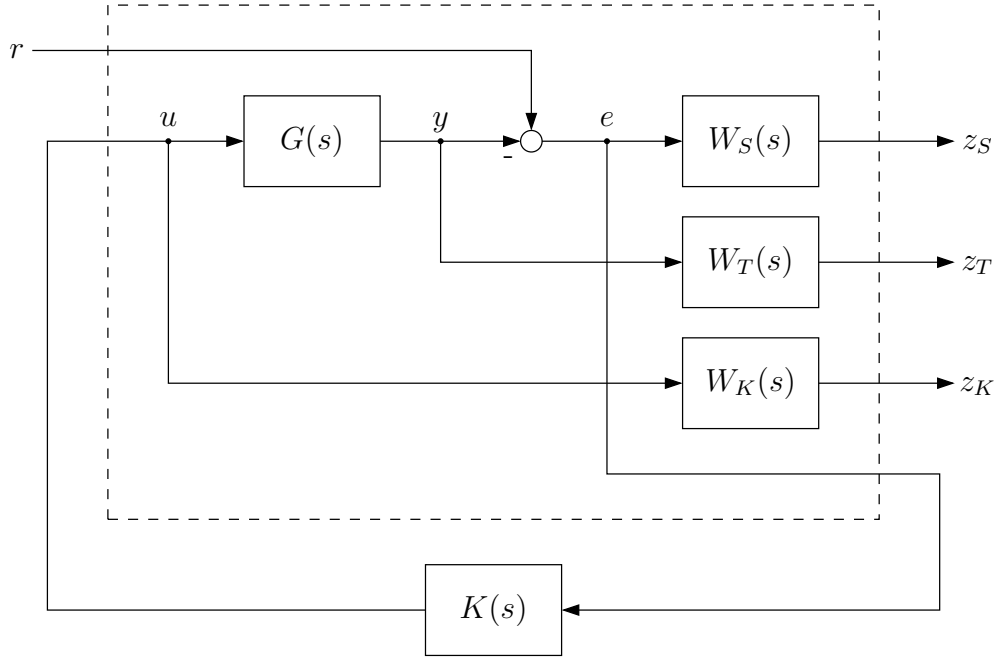 r
u
G(s)
y
-
e
W_S(s)
z_S
W_T(s)
z_T
W_K(s)
z_K
K(s)